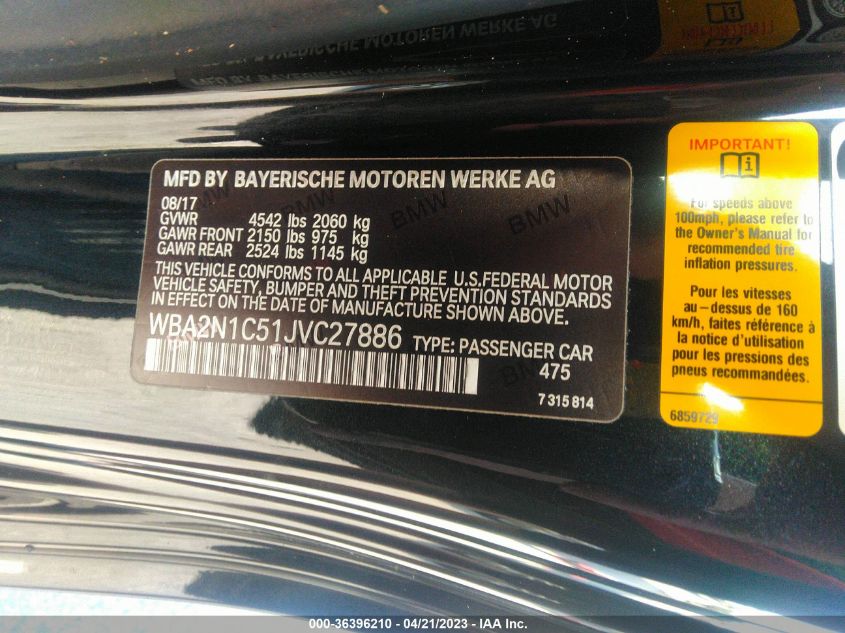 MFD BY BAYERISCHE MOTOREN WERKE AG
08/17
GVWR 4542 lbs 2060 kg
GAWR FRONT 2150 lbs 975 kg
GAWR REAR 2524 lbs 1145 kg
THIS VEHICLE CONFORMS TO ALL APPLICABLE U.S.FEDERAL MOTOR
VEHICLE SAFETY, BUMPER AND THEFT PREVENTION STANDARDS
IN EFFECT ON THE DATE OF MANUFACTURE SHOWN ABOVE.
WBA2N1C51JVC27886 TYPE: PASSENGER CAR
475
7 315 814
BMW
BMW
BMW
IMPORTANT!
For speeds above
100mph, please refer to
the Owner's Manual for
recommended tire
inflation pressures.
Pour les vitesses
au-dessus de 160
km/h, faites référence à
la notice d'utilisation
pour les pressions des
pneus recommandées.
6859729
000-36396210 - 04/21/2023 - IAA Inc.